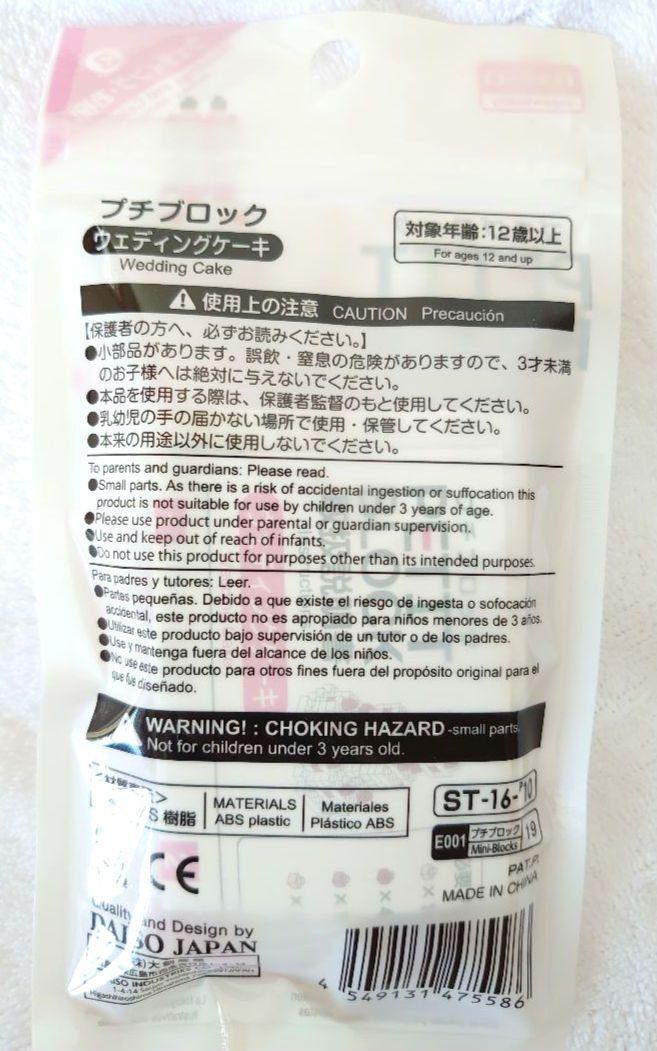 プチブロック
ウェディングケーキ
Wedding Cake
対象年齢:12歳以上
For ages 12 and up
使用上の注意 CAUTION Precaución
【保護者の方へ、必ずお読みください。】
●小部品があります。誤飲・窒息の危険がありますので、3才未満
のお子様へは絶対に与えないでください。
●本品を使用する際は、保護者監督のもと使用してください。
●乳幼児の手の届かない場所で使用・保管してください。
●本来の用途以外に使用しないでください。
To parents and guardians: Please read.
●Small parts. As there is a risk of accidental ingestion or suffocation this
product is not suitable for use by children under 3 years of age.
●Please use product under parental or guardian supervision.
●Use and keep out of reach of infants.
●Do not use this product for purposes other than its intended purposes.
Para padres y tutores: Leer.
●Partes pequeñas. Debido a que existe el riesgo de ingesta o sofocación
accidental, este producto no es apropiado para niños menores de 3 años.
●Utilizar este producto bajo supervisión de un tutor o de los padres.
●Use y mantenga fuera del alcance de los niños.
●No use este producto para otros fines fuera del propósito original para el
que fue diseñado.
WARNING! : CHOKING HAZARD -small parts.
Not for children under 3 years old.
樹脂
MATERIALS
ABS plastic
Materiales
Plástico ABS
ST-16-
E001 プチブロック 19
Mini-Blocks
PAT.P.
MADE IN CHINA
CE
Quality and Design by
DAISO JAPAN
4 549131 475586